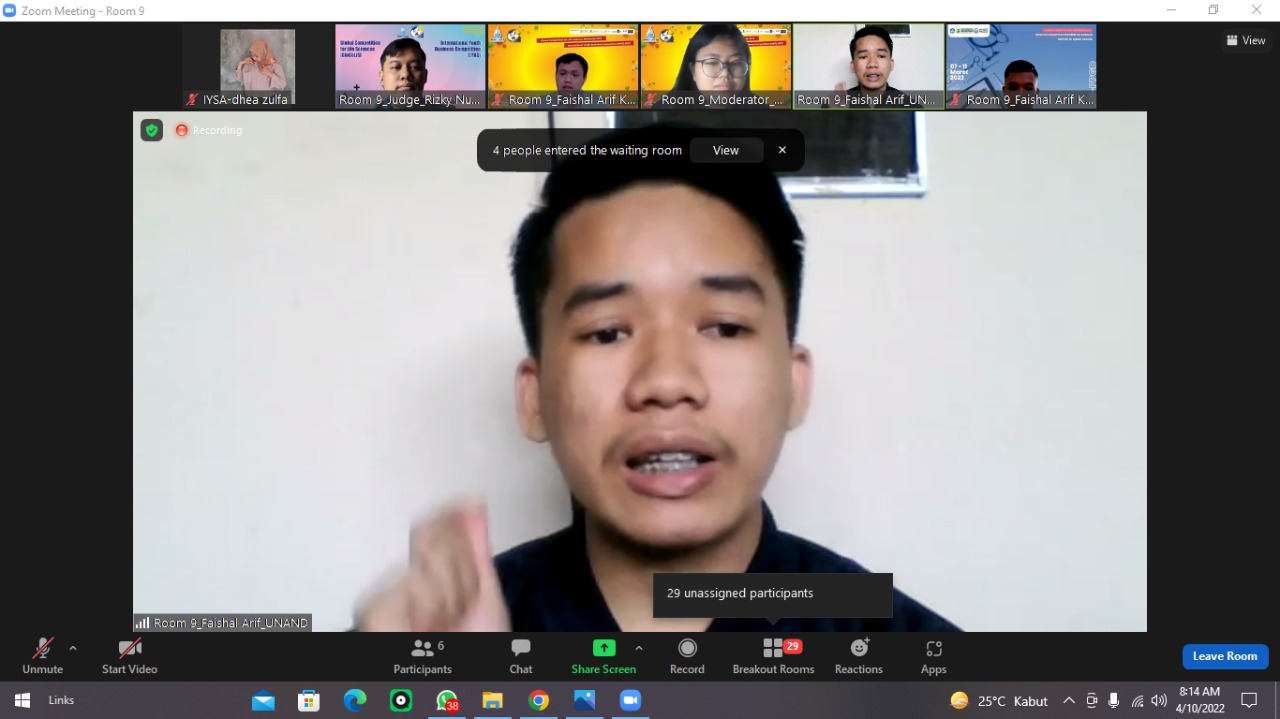 Zoom Meeting - Room 9
View
IYSA-dhea zulfa
Room 9_Judge_Rizky Nu...
Room 9_Faishal Arif K...
Room 9_Moderator_...
Room 9_Faishal Arif_UN...
Room 9_Faishal Arif K...
Global Competition
for Life Sciences
International Youth
Business Competition
07 - 11
Maret
2022
Recording
4 people entered the waiting room
View
29 unassigned participants
Room 9_Faishal Arif_UNAND
Unmute
Start Video
Participants
6
Chat
Share Screen
Record
Breakout Rooms
29
Reactions
Apps
Leave Room
Links
38
25°C Kabut
8:14 AM
4/10/2022